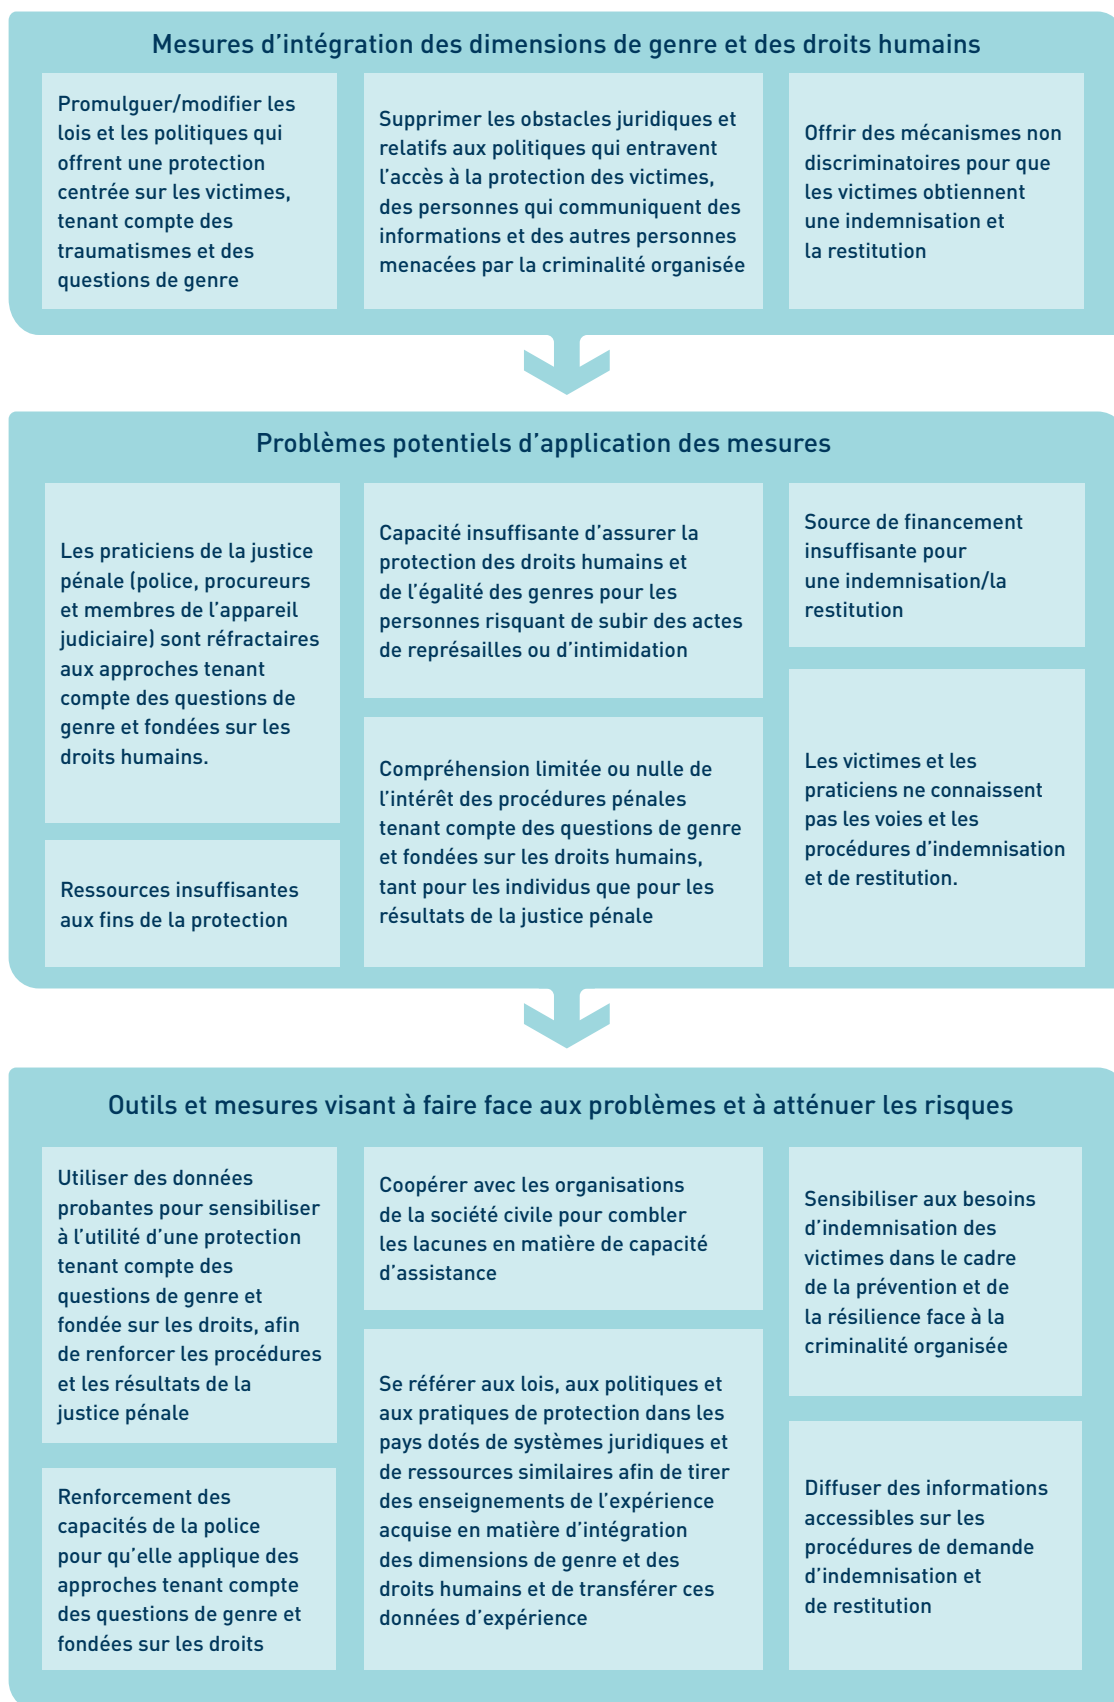 Mesures d’intégration des dimensions de genre et des droits humains
Promulguer/modifier les
lois et les politiques qui
offrent une protection
centrée sur les victimes,
tenant compte des
traumatismes et des
questions de genre
Supprimer les obstacles juridiques et
relatifs aux politiques qui entravent
l’accès à la protection des victimes,
des personnes qui communiquent des
informations et des autres personnes
menacées par la criminalité organisée
Offrir des mécanismes non
discriminatoires pour que
les victimes obtiennent
une indemnisation et
la restitution
Problèmes potentiels d’application des mesures
Les praticiens de la justice
pénale (police, procureurs
et membres de l’appareil
judiciaire) sont réfractaires
aux approches tenant
compte des questions de
genre et fondées sur les
droits humains.
Ressources insuffisantes
aux fins de la protection
Capacité insuffisante d’assurer la
protection des droits humains et
de l’égalité des genres pour les
personnes risquant de subir des actes
de représailles ou d’intimidation
Compréhension limitée ou nulle de
l’intérêt des procédures pénales
tenant compte des questions de genre
et fondées sur les droits humains,
tant pour les individus que pour les
résultats de la justice pénale
Source de financement
insuffisante pour
une indemnisation/la
restitution
Les victimes et les
praticiens ne connaissent
pas les voies et les
procédures d’indemnisation
et de restitution.
Outils et mesures visant à faire face aux problèmes et à atténuer les risques
Utiliser des données
probantes pour sensibiliser
à l’utilité d’une protection
tenant compte des
questions de genre et
fondée sur les droits, afin
de renforcer les procédures
et les résultats de la
justice pénale
Renforcement des
capacités de la police
pour qu’elle applique des
approches tenant compte
des questions de genre et
fondées sur les droits
Coopérer avec les organisations
de la société civile pour combler
les lacunes en matière de capacité
d’assistance
Se référer aux lois, aux politiques et
aux pratiques de protection dans les
pays dotés de systèmes juridiques et
de ressources similaires afin de tirer
des enseignements de l’expérience
acquise en matière d’intégration
des dimensions de genre et des
droits humains et de transférer ces
données d’expérience
Sensibiliser aux besoins
d’indemnisation des
victimes dans le cadre
de la prévention et de
la résilience face à la
criminalité organisée
Diffuser des informations
accessibles sur les
procédures de demande
d’indemnisation et
de restitution